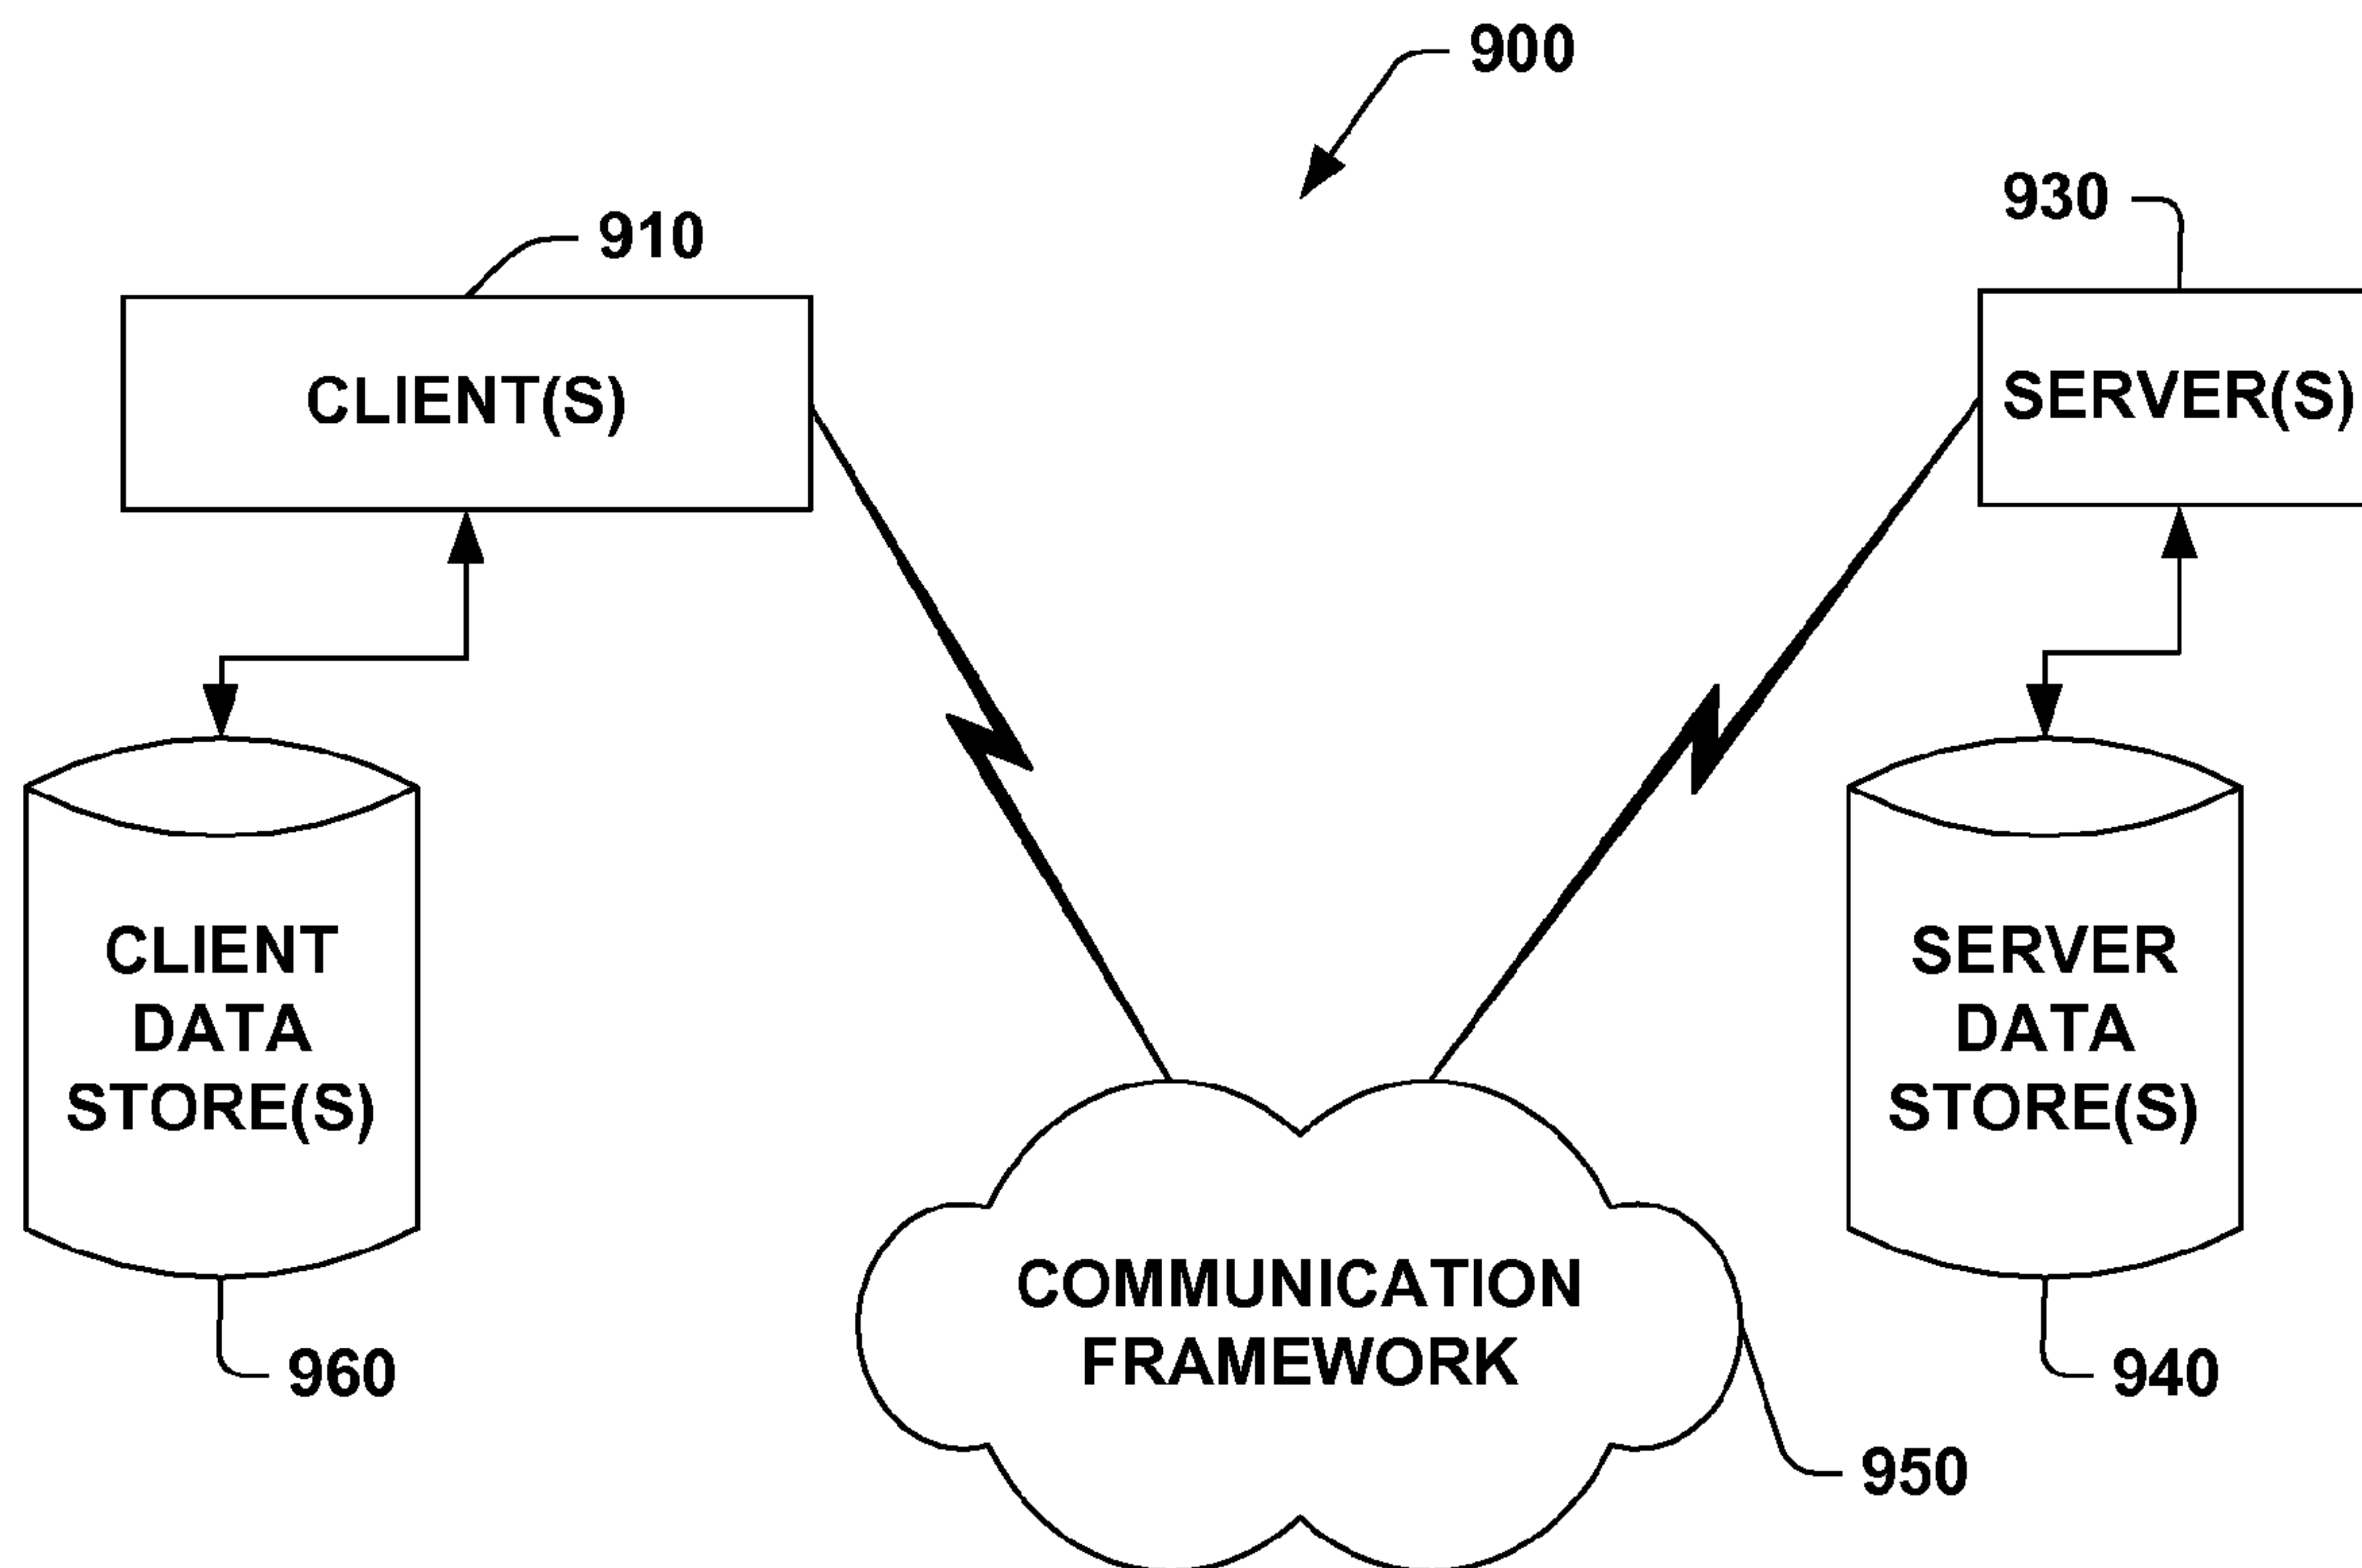 900
930
910
CLIENT(S)
SERVER(S)
CLIENT
DATA
STORE(S)
SERVER
DATA
STORE(S)
COMMUNICATION
FRAMEWORK
960
940
950